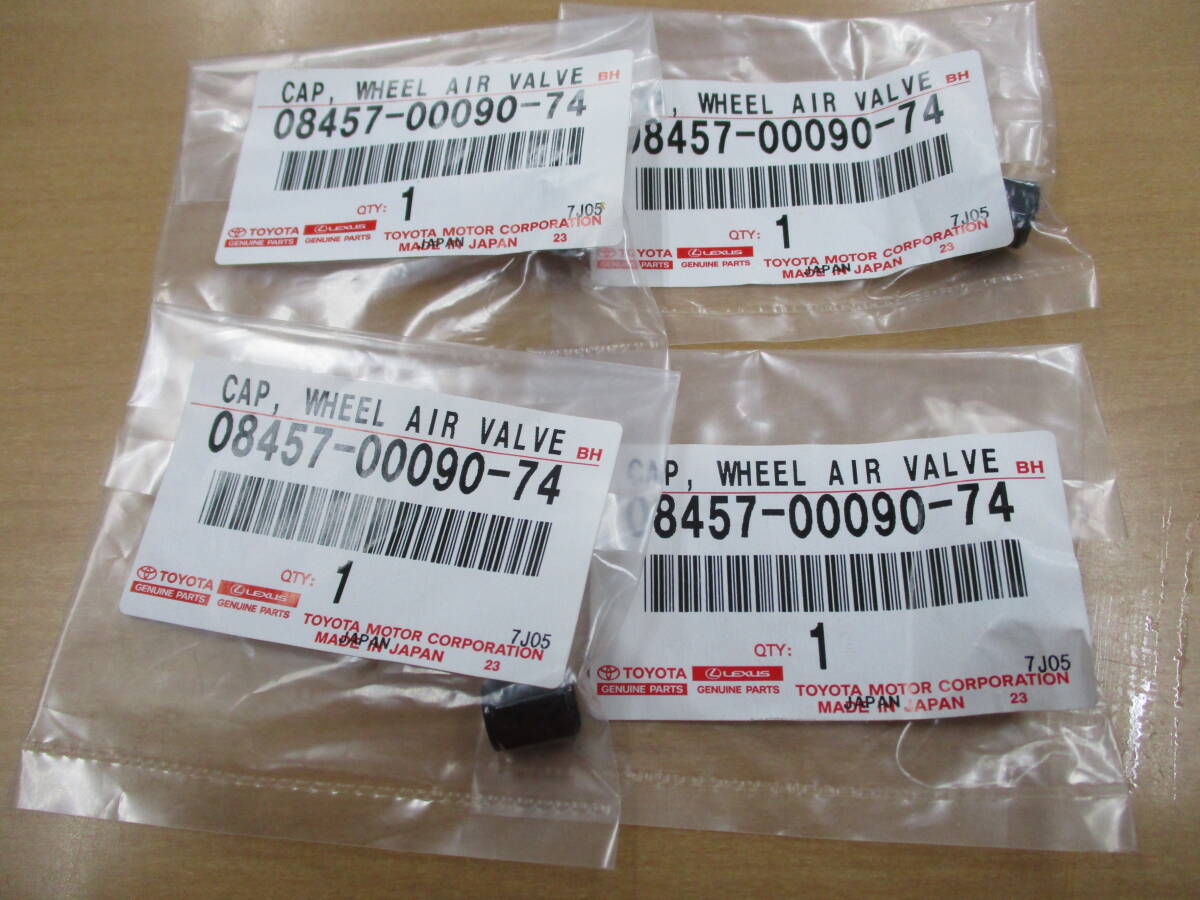 CAP, WHEEL AIR VALVE BH
08457-00090-74
QTY: 1
7J05
TOYOTA LEXUS TOYOTA MOTOR CORPORATION
GENUINE PARTS GENUINE PARTS MADE IN JAPAN 23
JAPAN
WHEEL AIR VALVE BH
08457-00090-74
QTY: 1
7J05
TOYOTA LEXUS TOYOTA MOTOR CORPORATION
GENUINE PARTS GENUINE PARTS MADE IN JAPAN 23
JAPAN
CAP, WHEEL AIR VALVE BH
08457-00090-74
QTY: 1
7J05
TOYOTA LEXUS TOYOTA MOTOR CORPORATION
GENUINE PARTS GENUINE PARTS MADE IN JAPAN 23
JAPAN
CAP, WHEEL AIR VALVE BH
08457-00090-74
QTY: 1
7J05
TOYOTA LEXUS TOYOTA MOTOR CORPORATION
GENUINE PARTS GENUINE PARTS MADE IN JAPAN 23
JAPAN